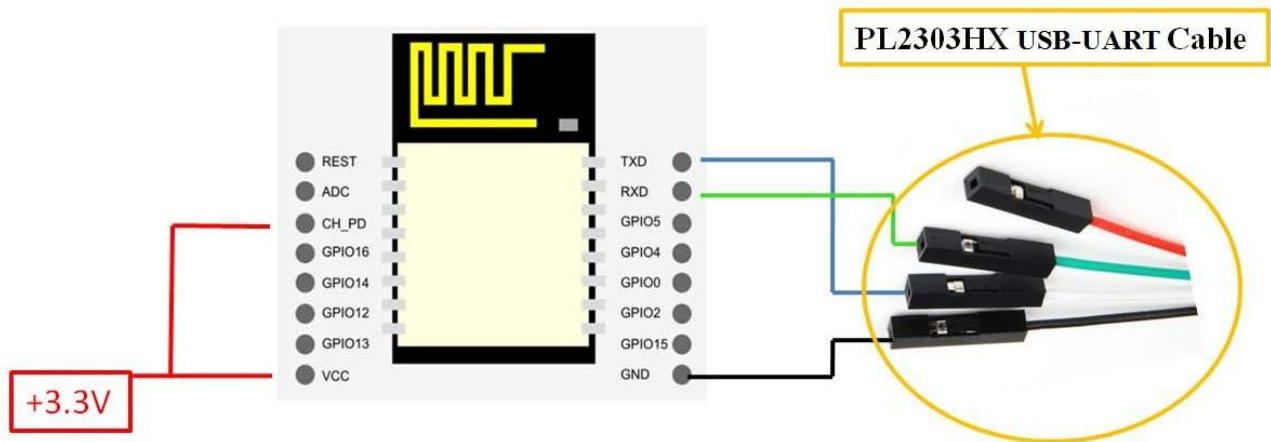 PL2303HX USB-UART Cable
REST
ADC
CH_PD
GPIO16
GPIO14
GPIO12
GPIO13
VCC
TXD
RXD
GPIO5
GPIO4
GPIO0
GPIO2
GPIO15
GND
+3.3V